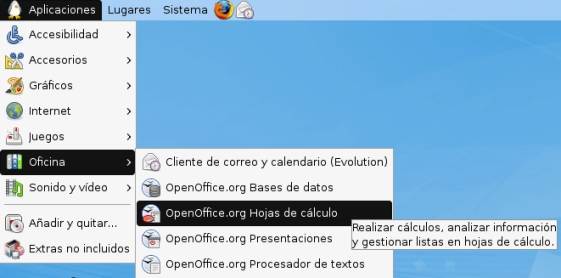 Aplicaciones Lugares Sistema
Accesibilidad
Accesorios
Gráficos
Internet
Juegos
Oficina
Sonido y vídeo
Añadir y quitar...
Extras no incluidos
Cliente de correo y calendario (Evolution)
OpenOffice.org Bases de datos
OpenOffice.org Hojas de cálculo
OpenOffice.org Presentaciones
OpenOffice.org Procesador de textos
Realizar cálculos, analizar información
y gestionar listas en hojas de cálculo.